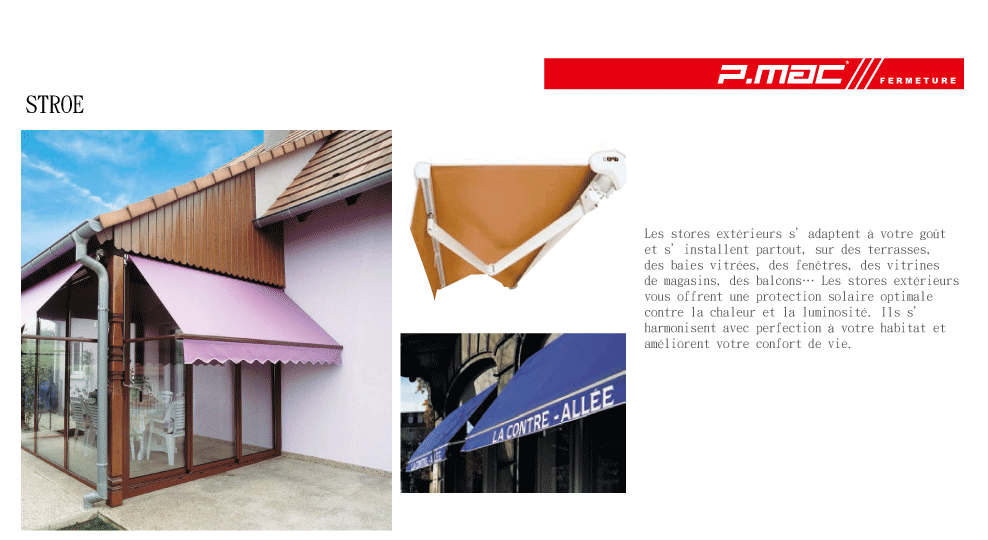 P.MAC® FERMETURE
STROE
Les stores extérieurs s' adaptent à votre goût
et s' installent partout, sur des terrasses,
des baies vitrées, des fenêtres, des vitrines
de magasins, des balcons… Les stores extérieurs
vous offrent une protection solaire optimale
contre la chaleur et la luminosité. Ils s'
harmonisent avec perfection à votre habitat et
améliorent votre confort de vie.
LA CONTRE - ALLÉE
LA CONTRE - ALLÉE